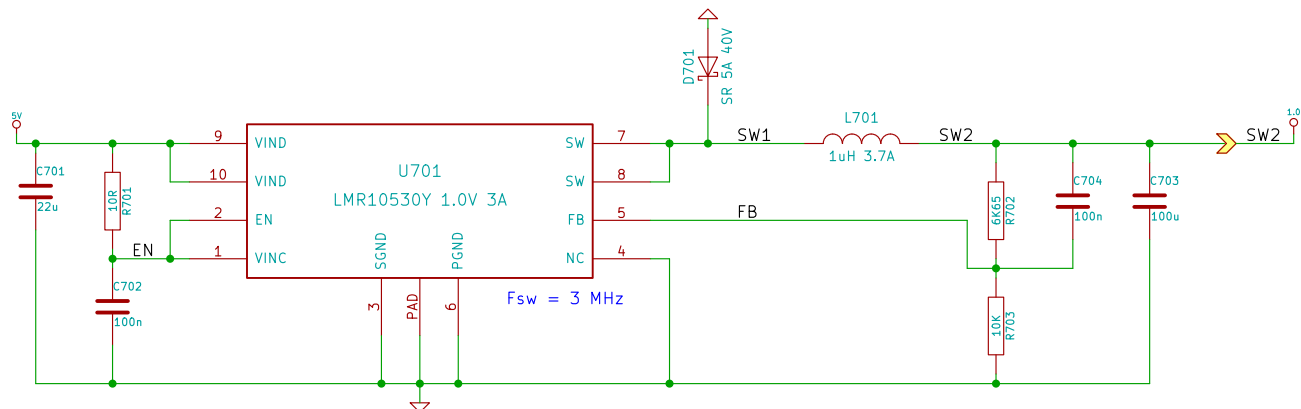 5V
C701
22u
10R
R701
EN
C702
100n
9
VIND
10
VIND
2
EN
1
VINC
U701
LMR10530Y 1.0V 3A
SGND
PGND
3
PAD
6
SW
7
SW
8
FB
5
NC
4
Fsw = 3 MHz
D701
SR 5A 40V
SW1
L701
1uH 3.7A
SW2
FB
6K65
R702
10K
R703
C704
100n
C703
100u
SW2
1.0